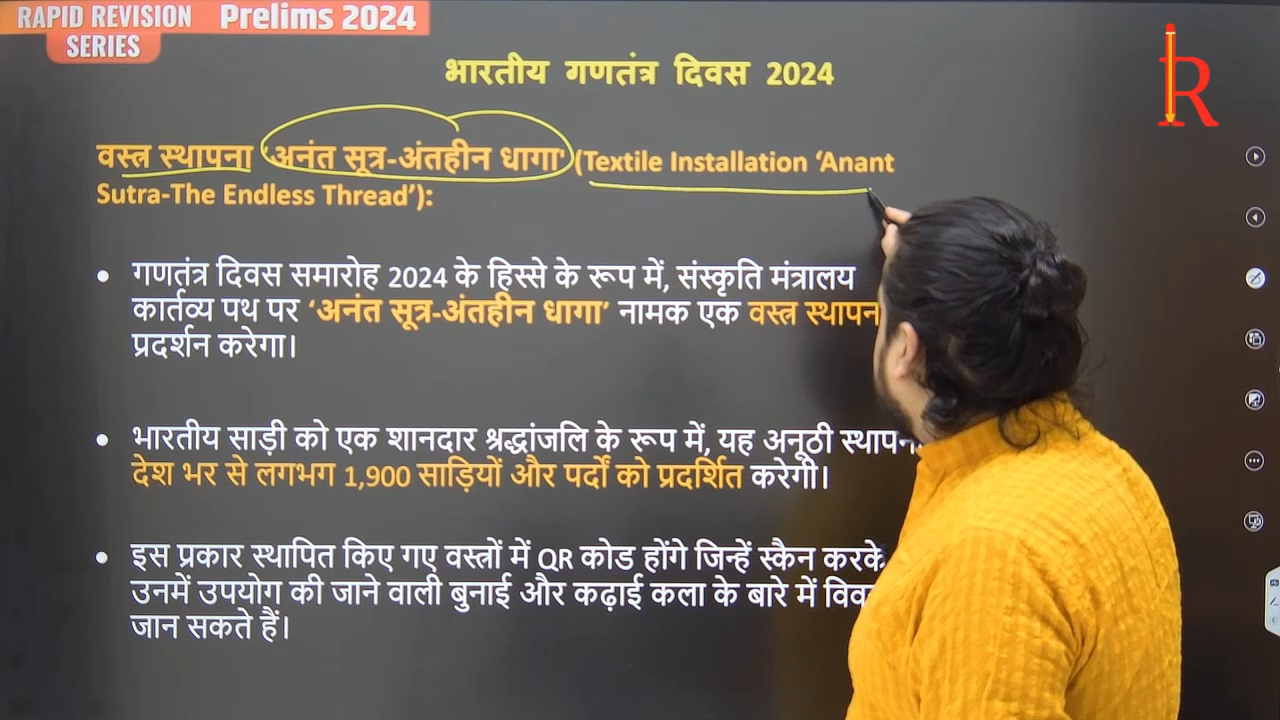 RAPID REVISION Prelims 2024
SERIES
R
भारतीय गणतंत्र दिवस 2024
वस्त्र स्थापना 'अनंत सूत्र-अंतहीन धागा' (Textile Installation ‘Anant
Sutra-The Endless Thread’):
• गणतंत्र दिवस समारोह 2024 के हिस्से के रूप में, संस्कृति मंत्रालय
कार्तव्य पथ पर ‘अनंत सूत्र-अंतहीन धागा’ नामक एक वस्त्र
प्रदर्शन करेगा।
• भारतीय साड़ी को एक शानदार श्रद्धांजलि के रूप में, यह अनूठी
देश भर से लगभग 1,900 साड़ियों और पर्दों को प्रदर्शित करेगी।
• इस प्रकार स्थापित किए गए वस्त्रों में QR कोड होंगे जिन्हें स्कैन करके
उनमें उपयोग की जाने वाली बुनाई और कढ़ाई कला के बारे में
जान सकते हैं।